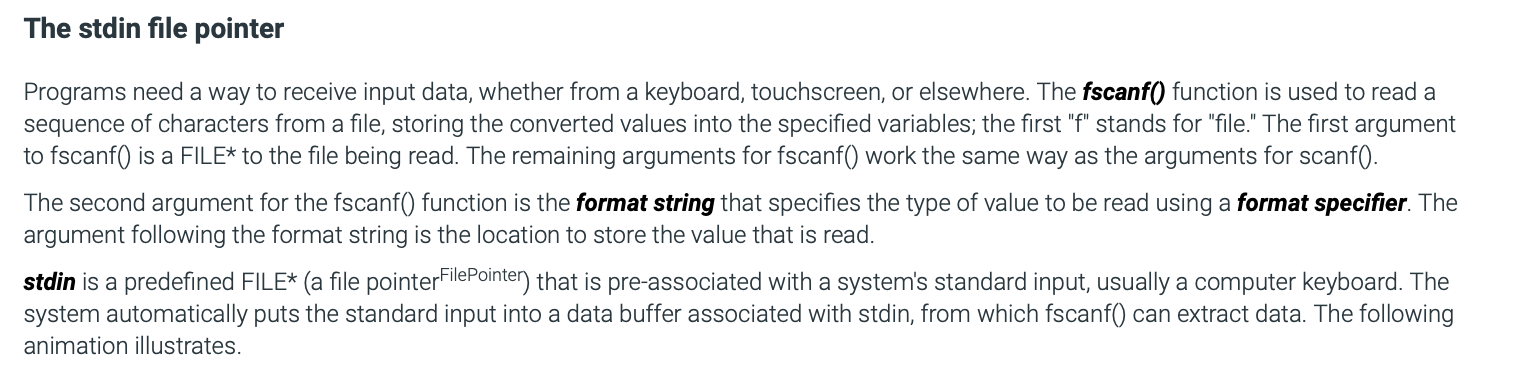 The stdin file pointer
Programs need a way to receive input data, whether from a keyboard, touchscreen, or elsewhere. The fscanf() function is used to read a
sequence of characters from a file, storing the converted values into the specified variables; the first "f" stands for "file." The first argument
to fscanf() is a FILE* to the file being read. The remaining arguments for fscanf() work the same way as the arguments for scanf().
The second argument for the fscanf() function is the format string that specifies the type of value to be read using a format specifier. The
argument following the format string is the location to store the value that is read.
stdin is a predefined FILE* (a file pointerFilePointer) that is pre-associated with a system's standard input, usually a computer keyboard. The
system automatically puts the standard input into a data buffer associated with stdin, from which fscanf() can extract data. The following
animation illustrates.